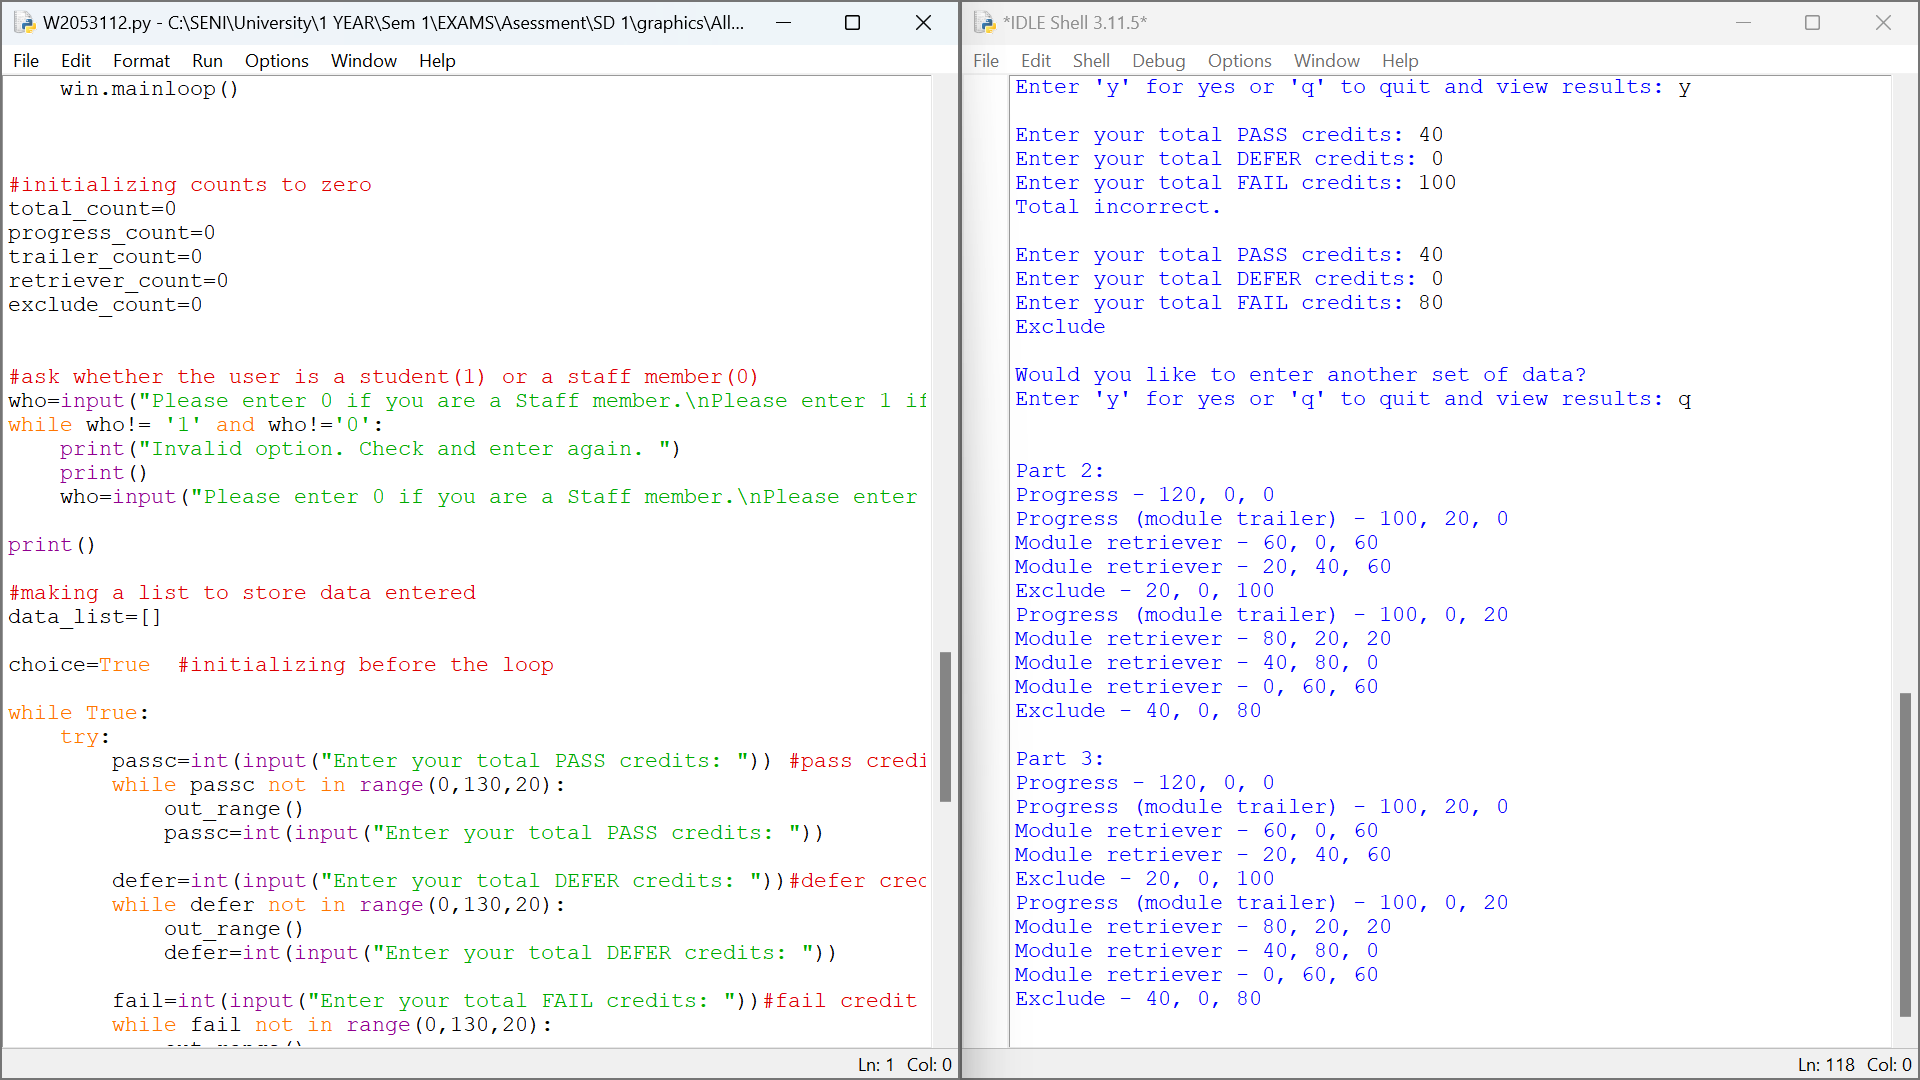 W2053112.py - C:\SENI\University\1 YEAR\Sem 1\EXAMS\Asessment\SD 1\graphics\All...
File Edit Format Run Options Window Help
    win.mainloop()
#initializing counts to zero
total_count=0
progress_count=0
trailer_count=0
retriever_count=0
exclude_count=0
#ask whether the user is a student(1) or a staff member(0)
who=input("Please enter 0 if you are a Staff member.\nPlease enter 1 if
while who!= '1' and who!='0':
    print("Invalid option. Check and enter again. ")
    print()
    who=input("Please enter 0 if you are a Staff member.\nPlease enter
print()
#making a list to store data entered
data_list=[]
choice=True  #initializing before the loop
while True:
    try:
        passc=int(input("Enter your total PASS credits: ")) #pass credi
        while passc not in range(0,130,20):
            out_range()
            passc=int(input("Enter your total PASS credits: "))
        defer=int(input("Enter your total DEFER credits: "))#defer cred
        while defer not in range(0,130,20):
            out_range()
            defer=int(input("Enter your total DEFER credits: "))
        fail=int(input("Enter your total FAIL credits: "))#fail credit
        while fail not in range(0,130,20):
Ln: 1 Col: 0
*IDLE Shell 3.11.5*
File Edit Shell Debug Options Window Help
Enter 'y' for yes or 'q' to quit and view results: y
Enter your total PASS credits: 40
Enter your total DEFER credits: 0
Enter your total FAIL credits: 100
Total incorrect.
Enter your total PASS credits: 40
Enter your total DEFER credits: 0
Enter your total FAIL credits: 80
Exclude
Would you like to enter another set of data?
Enter 'y' for yes or 'q' to quit and view results: q
Part 2:
Progress - 120, 0, 0
Progress (module trailer) - 100, 20, 0
Module retriever - 60, 0, 60
Module retriever - 20, 40, 60
Exclude - 20, 0, 100
Progress (module trailer) - 100, 0, 20
Module retriever - 80, 20, 20
Module retriever - 40, 80, 0
Module retriever - 0, 60, 60
Exclude - 40, 0, 80
Part 3:
Progress - 120, 0, 0
Progress (module trailer) - 100, 20, 0
Module retriever - 60, 0, 60
Module retriever - 20, 40, 60
Exclude - 20, 0, 100
Progress (module trailer) - 100, 0, 20
Module retriever - 80, 20, 20
Module retriever - 40, 80, 0
Module retriever - 0, 60, 60
Exclude - 40, 0, 80
Ln: 118 Col: 0